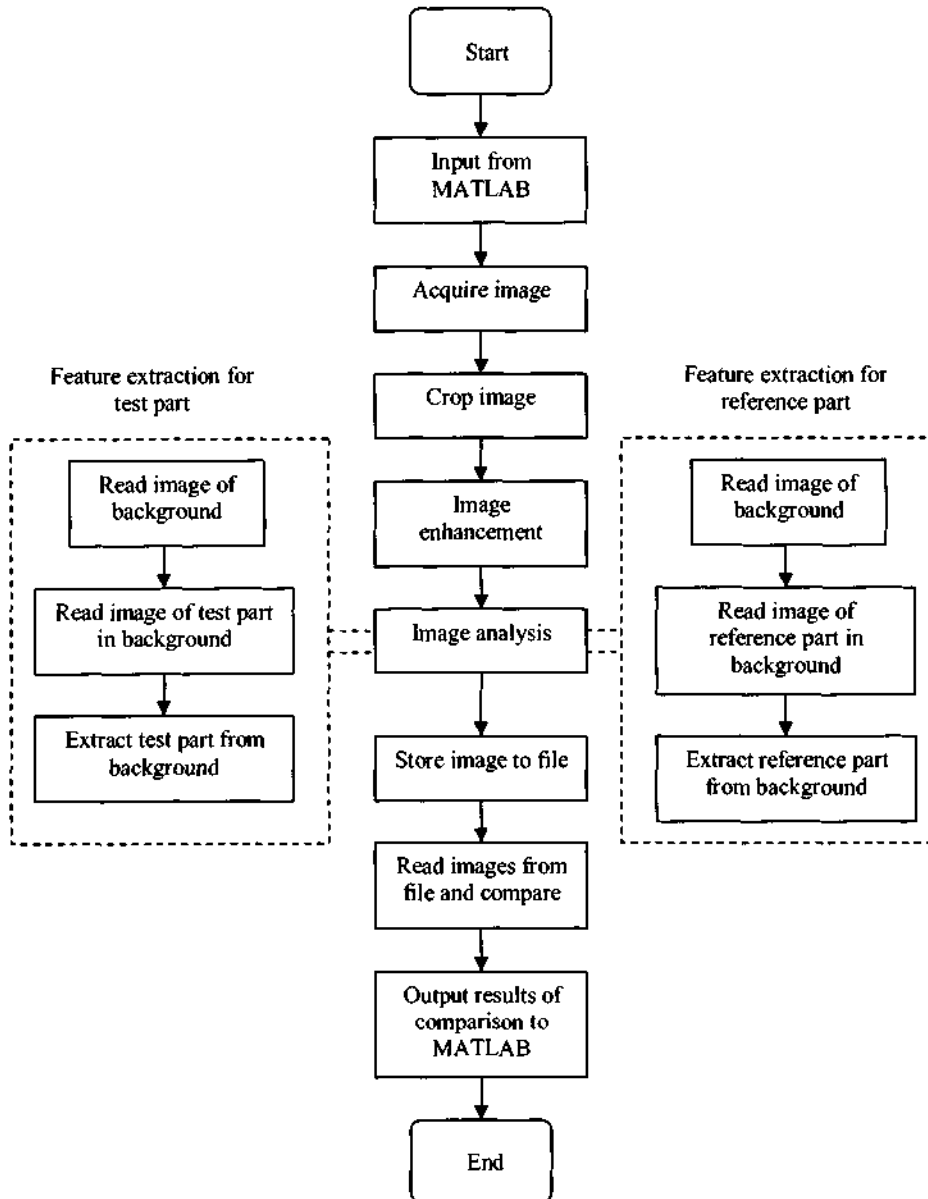 Start
Input from
MATLAB
Acquire image
Crop image
Image
enhancement
Image analysis
Store image to file
Read images from
file and compare
Output results of
comparison to
MATLAB
End
Feature extraction for
test part
Read image of
background
Read image of test part
in background
Extract test part from
background
Feature extraction for
reference part
Read image of
background
Read image of
reference part in
background
Extract reference part
from background